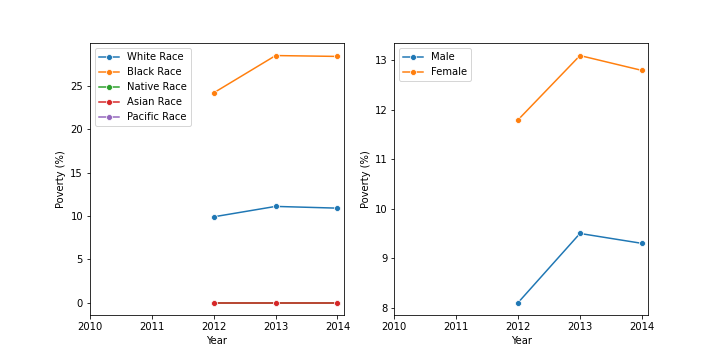 White Race
Black Race
Native Race
Asian Race
Pacific Race
25
20
15
10
5
0
Poverty (%)
2010 2011 2012 2013 2014
Year
Male
Female
13
12
11
10
9
8
Poverty (%)
2010 2011 2012 2013 2014
Year